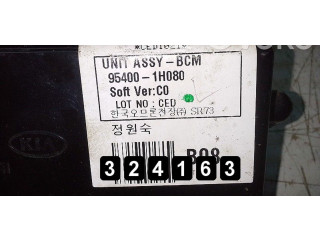 UNIT ASSY-BCM
95400-1H080
Soft Ver:C0
LOT NO: CED
한국오므론전장(주) SR73
정원숙
KIA
B08
324163